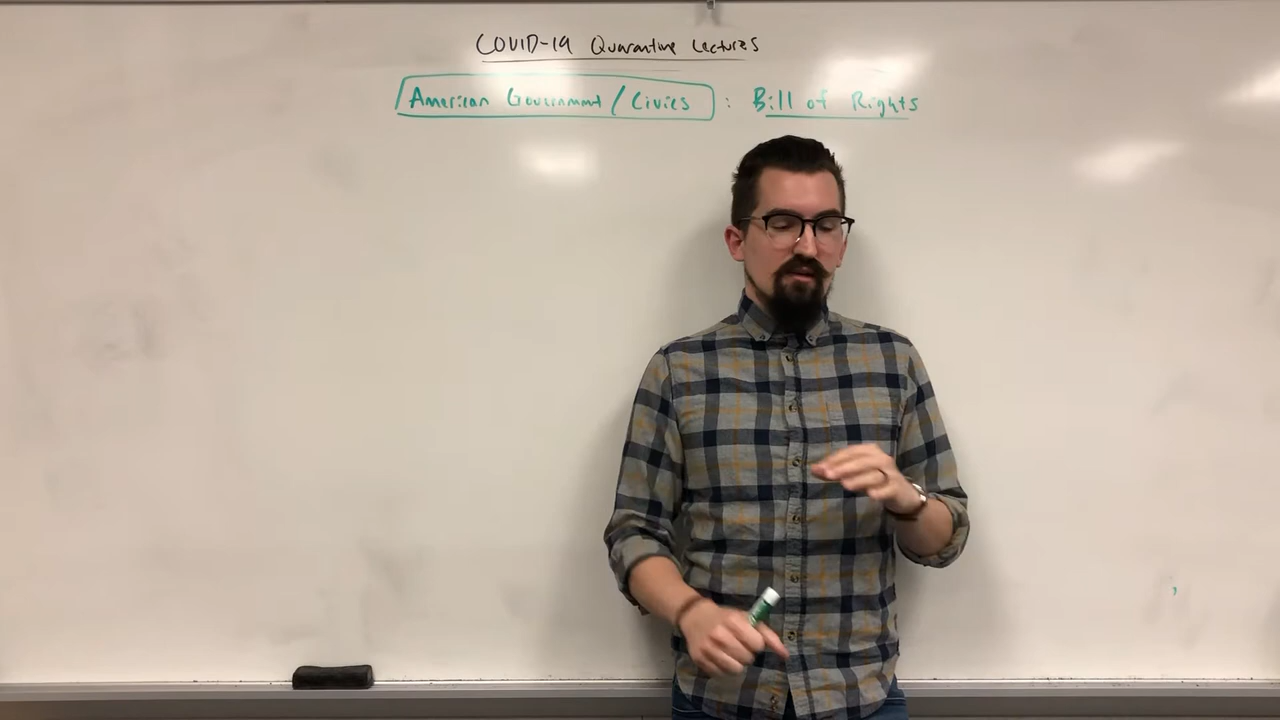 COVID-19 Quarantine Lectures
American Government / Civics : Bill of Rights